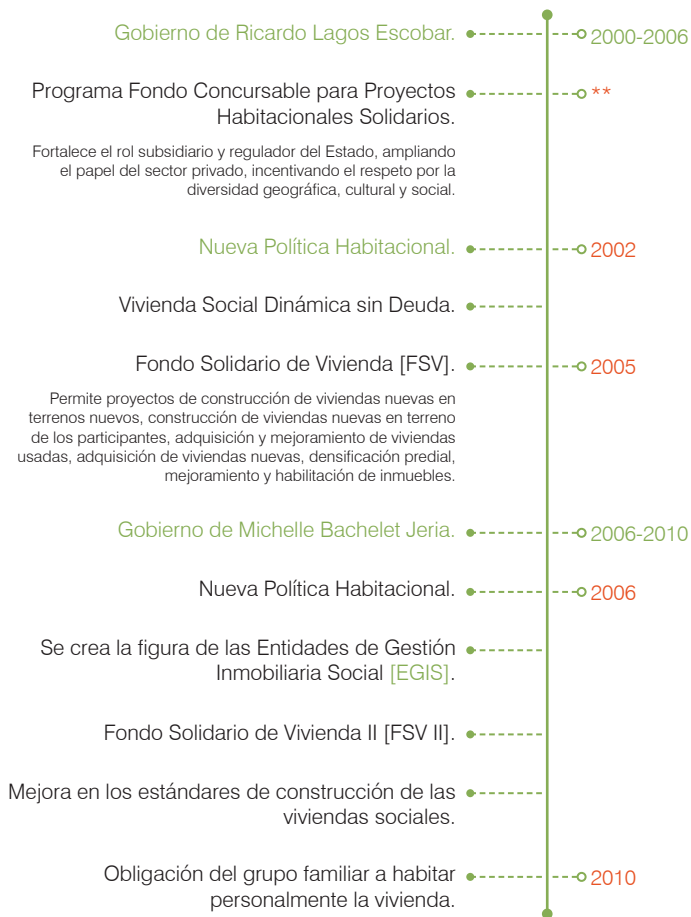 Gobierno de Ricardo Lagos Escobar. 2000-2006
Programa Fondo Concursable para Proyectos **
Habitacionales Solidarios.
Fortalece el rol subsidiario y regulador del Estado, ampliando
el papel del sector privado, incentivando el respeto por la
diversidad geográfica, cultural y social.
Nueva Política Habitacional. 2002
Vivienda Social Dinámica sin Deuda.
Fondo Solidario de Vivienda [FSV]. 2005
Permite proyectos de construcción de viviendas nuevas en
terrenos nuevos, construcción de viviendas nuevas en terreno
de los participantes, adquisición y mejoramiento de viviendas
usadas, adquisición de viviendas nuevas, densificación predial,
mejoramiento y habilitación de inmuebles.
Gobierno de Michelle Bachelet Jeria. 2006-2010
Nueva Política Habitacional. 2006
Se crea la figura de las Entidades de Gestión
Inmobiliaria Social [EGIS].
Fondo Solidario de Vivienda II [FSV II].
Mejora en los estándares de construcción de las
viviendas sociales.
Obligación del grupo familiar a habitar 2010
personalmente la vivienda.